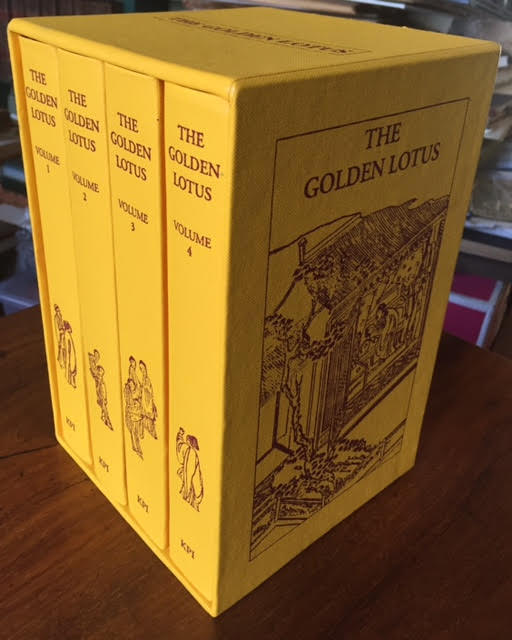 THE GOLDEN LOTUS
THE
GOLDEN LOTUS
THE
GOLDEN
LOTUS
VOLUME
1
KPI
THE
GOLDEN
LOTUS
VOLUME
2
KPI
THE
GOLDEN
LOTUS
VOLUME
3
KPI
THE
GOLDEN
LOTUS
VOLUME
4
KPI